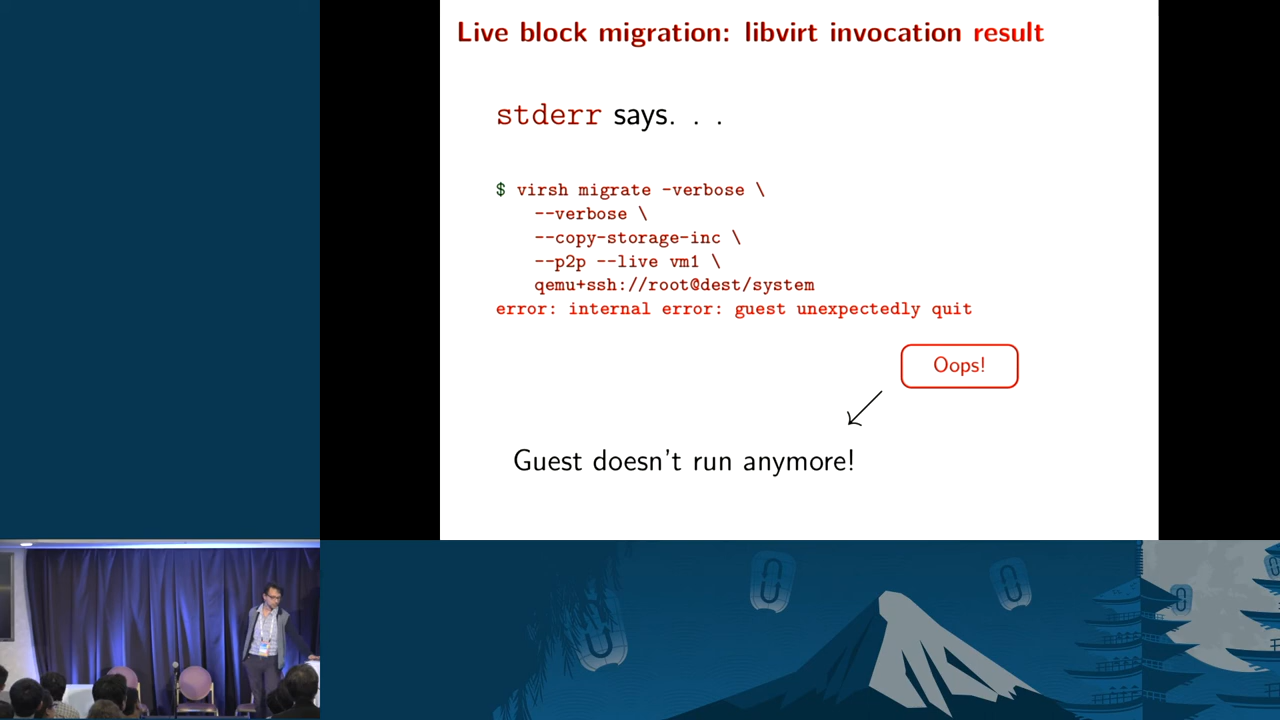 Live block migration: libvirt invocation result
stderr says. . .
$ virsh migrate -verbose \
--verbose \
--copy-storage-inc \
--p2p --live vm1 \
qemu+ssh://root@dest/system
error: internal error: guest unexpectedly quit
Oops!
Guest doesn't run anymore!